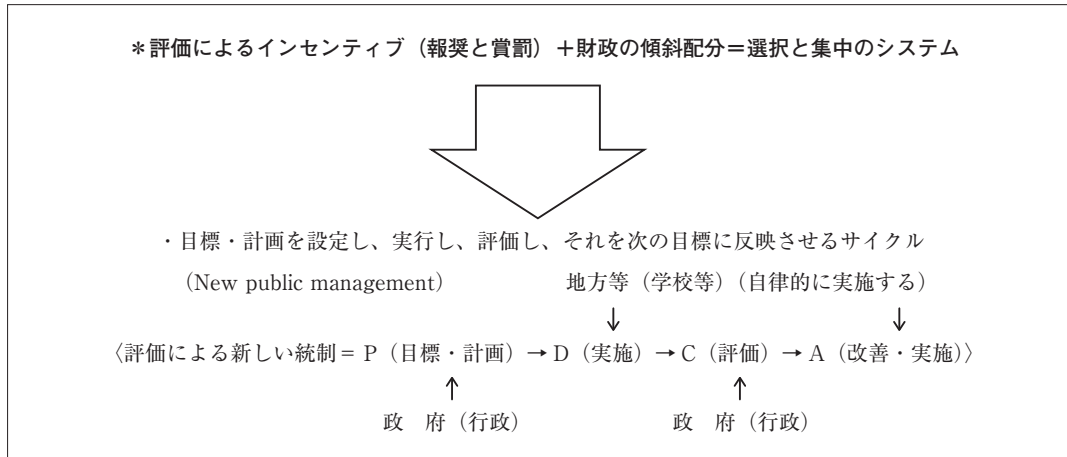 ＊評価によるインセンティブ（報奨と賞罰）＋財政の傾斜配分＝選択と集中のシステム
・目標・計画を設定し、実行し、評価し、それを次の目標に反映させるサイクル
（New public management）　地方等（学校等）（自律的に実施する）
↓　↓
〈評価による新しい統制＝P（目標・計画）→D（実施）→C（評価）→A（改善・実施）〉
↑　↑
政　府（行政）　政　府（行政）